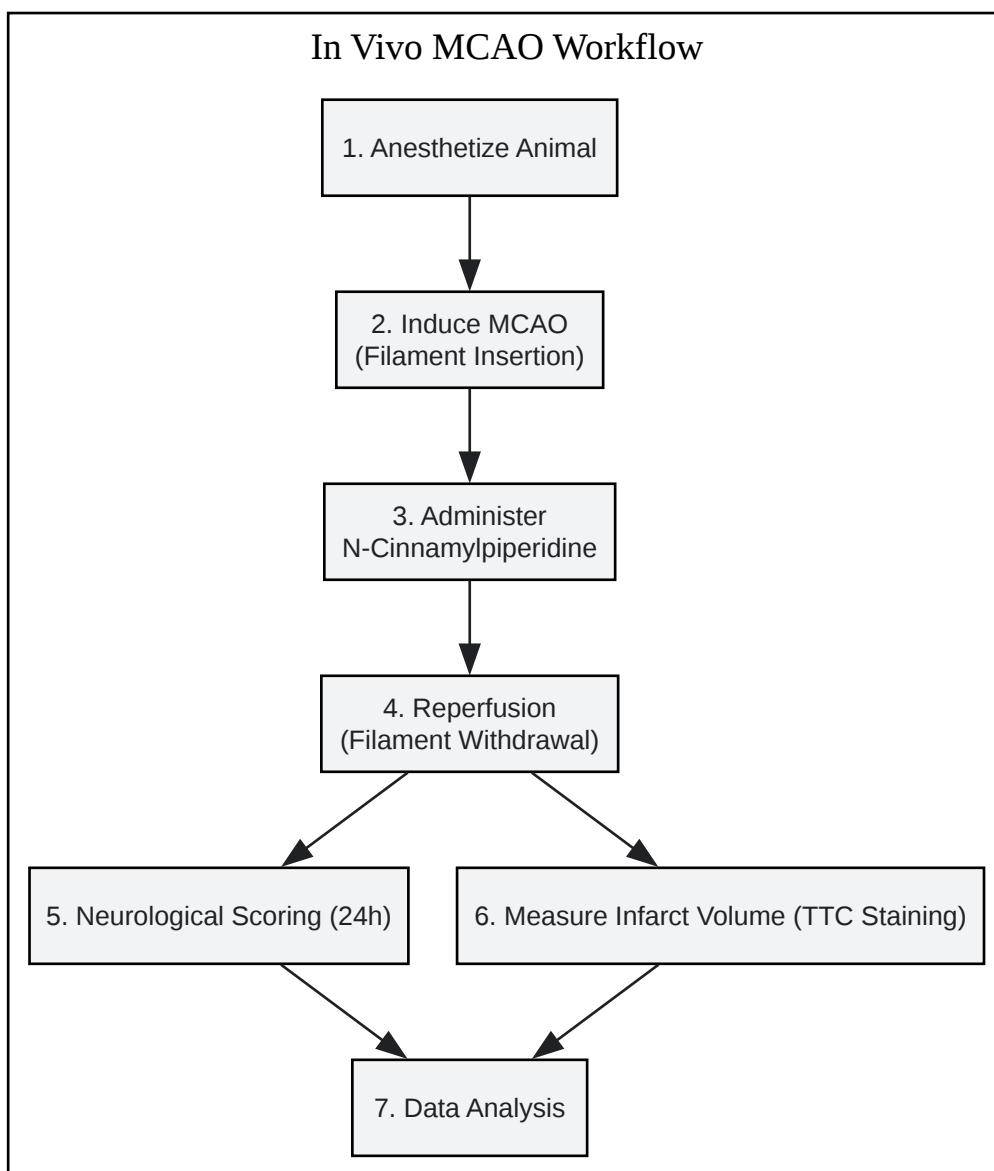 In Vivo MCAO Workflow
1. Anesthetize Animal
2. Induce MCAO
(Filament Insertion)
3. Administer
N-Cinnamylpiperidine
4. Reperfusion
(Filament Withdrawal)
5. Neurological Scoring (24h)
6. Measure Infarct Volume (TTC Staining)
7. Data Analysis